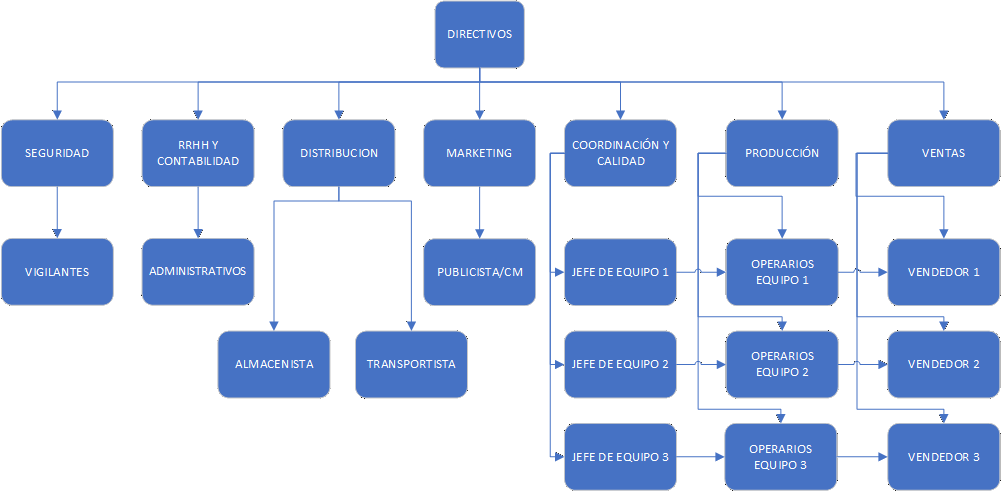 DIRECTIVOS
SEGURIDAD
RRHH Y
CONTABILIDAD
DISTRIBUCION
MARKETING
COORDINACIÓN Y
CALIDAD
PRODUCCIÓN
VENTAS
VIGILANTES
ADMINISTRATIVOS
PUBLICISTA/CM
JEFE DE EQUIPO 1
OPERARIOS
EQUIPO 1
VENDEDOR 1
ALMACENISTA
TRANSPORTISTA
JEFE DE EQUIPO 2
OPERARIOS
EQUIPO 2
VENDEDOR 2
JEFE DE EQUIPO 3
OPERARIOS
EQUIPO 3
VENDEDOR 3